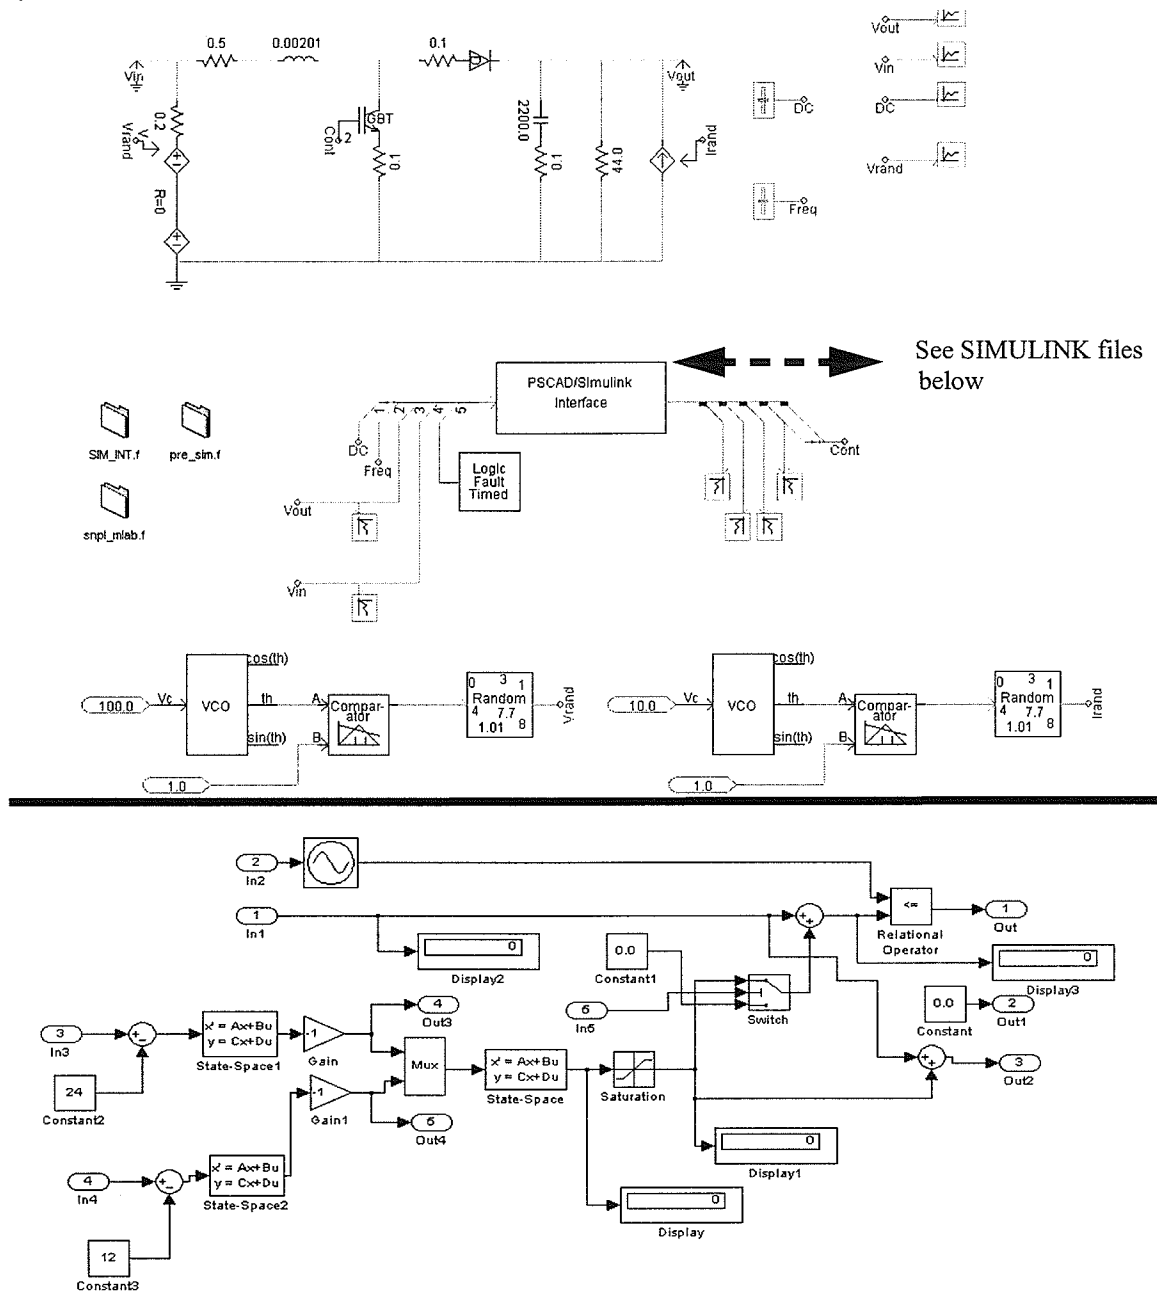 0.5
0.00201
0.1
Vin
Vout
0.2
Vrand
V
Cont
2
GBT
0.1
2200.0
0.1
44.0
Irand
R=0
Vout
Vin
DC
DC
Vrand
Freq
See SIMULINK files
below
PSCAD/Simulink
Interface
1 2 3 4 5
DC
Freq
Cont
SIM_INT.f
pre_sim.f
snpl_mlab.f
Logic
Fault
Timed
Vout
Vin
100.0
Vc
VCO
cos(th)
th
sin(th)
A
B
Compar-
ator
0 3 1
Random
4 7.7
1.01 8
Vrand
1.0
10.0
Vc
VCO
cos(th)
th
sin(th)
A
B
Compar-
ator
0 3 1
Random
4 7.7
1.01 8
Irand
1.0
2
In2
1
In1
<=
Relational
Operator
1
Out
0
Display2
0.0
Constant1
0
Display3
5
In5
Switch
0.0
Constant
2
Out1
4
Out3
3
In3
x' = Ax+Bu
y = Cx+Du
State-Space1
-1
Gain
Mux
x' = Ax+Bu
y = Cx+Du
State-Space
Saturation
3
Out2
24
Constant2
-1
Gain1
5
Out4
0
Display1
4
In4
x' = Ax+Bu
y = Cx+Du
State-Space2
0
Display
12
Constant3